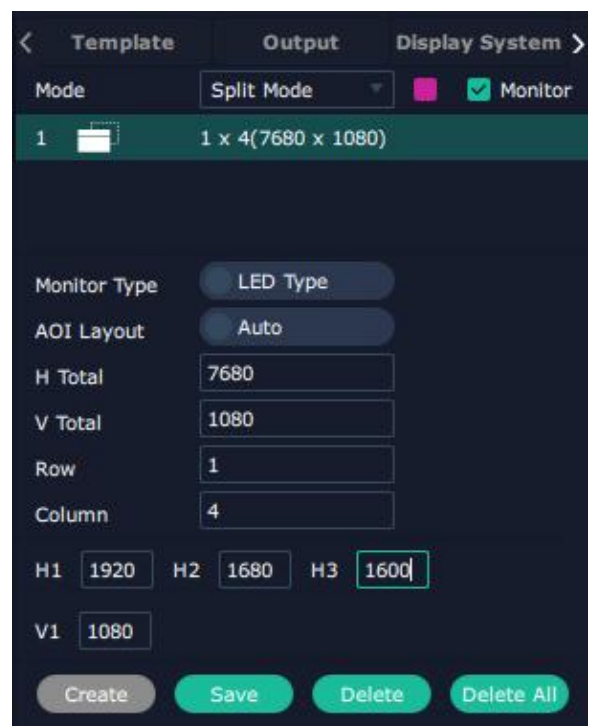 Template Output Display System
Mode Split Mode Monitor
1 1 x 4(7680 x 1080)
Monitor Type LED Type
AOI Layout Auto
H Total 7680
V Total 1080
Row 1
Column 4
H1 1920 H2 1680 H3 1600
V1 1080
Create Save Delete Delete All